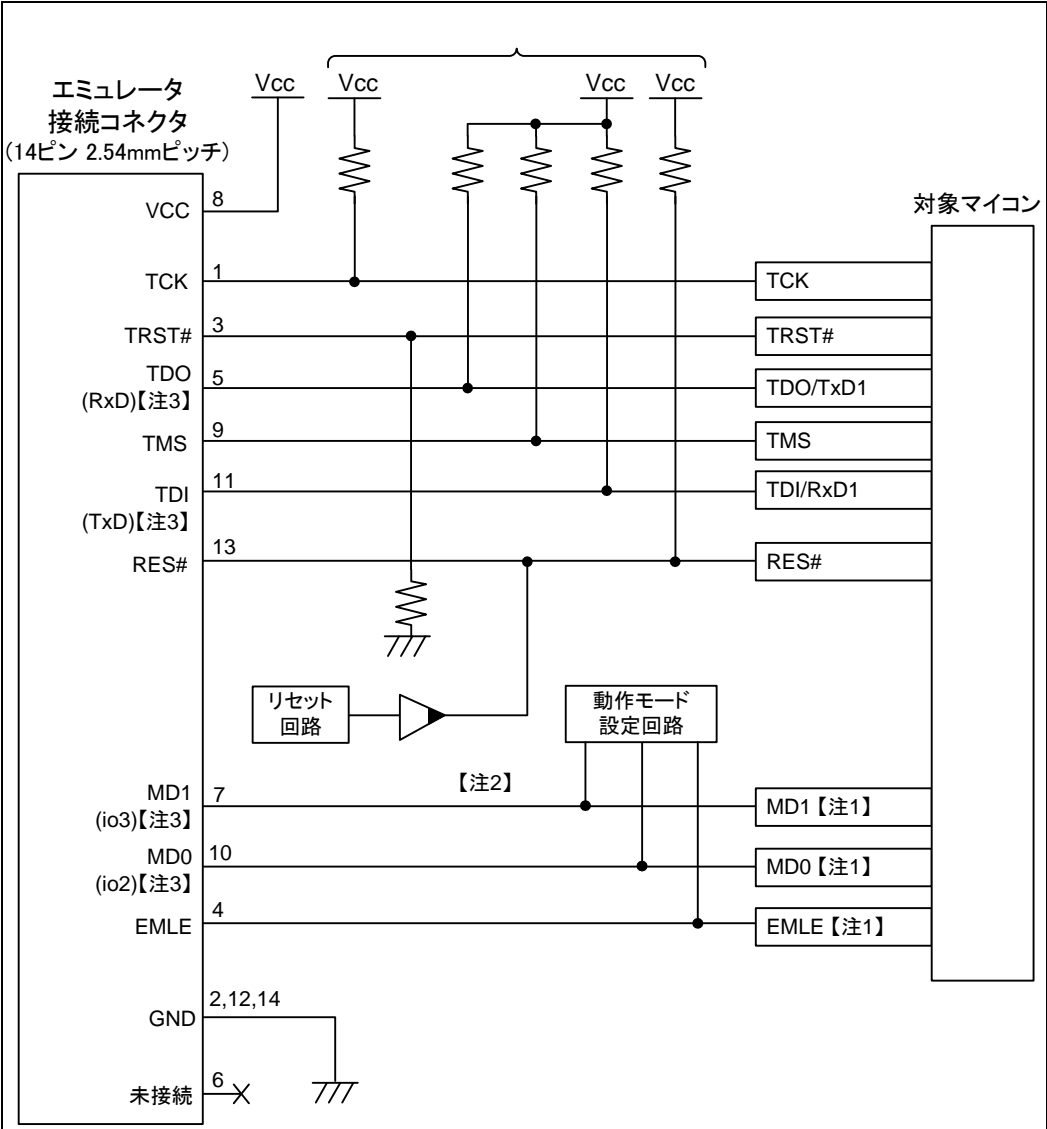 エミュレータ
接続コネクタ
(14ピン 2.54mmピッチ)
Vcc
Vcc
Vcc
Vcc
対象マイコン
VCC
8
TCK
1
TCK
TRST#
3
TRST#
TDO
(RxD)【注3】
5
TDO/TxD1
TMS
9
TMS
TDI
(TxD)【注3】
11
TDI/RxD1
RES#
13
RES#
リセット
回路
動作モード
設定回路
【注2】
MD1
(io3)【注3】
7
MD1【注1】
MD0
(io2)【注3】
10
MD0【注1】
EMLE
4
EMLE【注1】
GND
2,12,14
未接続
6